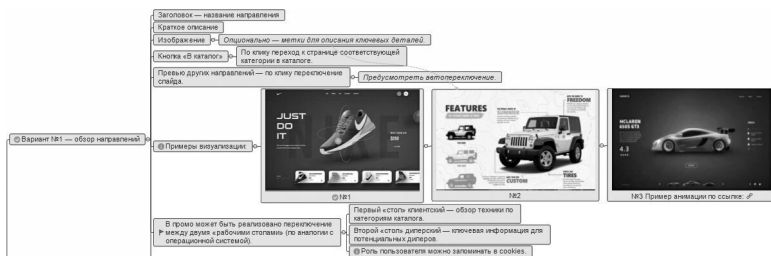 Заголовок — название направления
Краткое описание
Изображение
Опционально — метки для описания ключевых деталей.
Кнопка «В каталог»
По клику переход к странице соответствующей
категории в каталоге.
Превью других направлений — по клику переключение
слайда.
Предусмотреть автопереключение.
Вариант №1 — обзор направлений
Примеры визуализации:
JUST
DO
IT
№1
FEATURES
FREEDOM
CUSTOM
TIRES
№2
MCLAREN
650S GT3
4.3
№3 Пример анимации по ссылке:
В промо может быть реализовано переключение
между двумя «рабочими столами» (по аналогии с
операционной системой).
Первый «стол» клиентский — обзор техники по
категориям каталога.
Второй «стол» дилерский — ключевая информация для
потенциальных дилеров.
Роль пользователя можно запоминать в cookies.